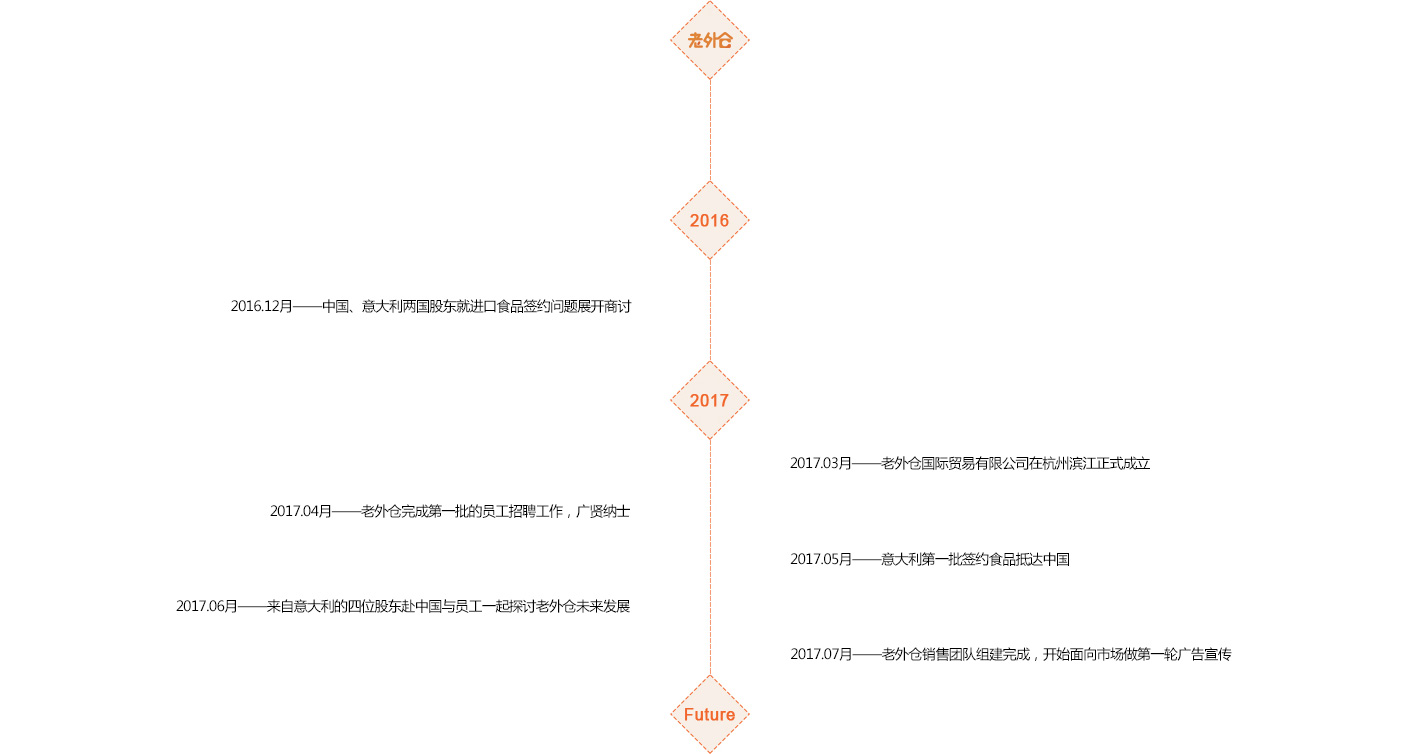 老外仓
2016
2016.12月——中国、意大利两国股东就进口食品签约问题展开商讨
2017
2017.03月——老外仓国际贸易有限公司在杭州滨江正式成立
2017.04月——老外仓完成第一批的员工招聘工作，广贤纳士
2017.05月——意大利第一批签约食品抵达中国
2017.06月——来自意大利的四位股东赴中国与员工一起探讨老外仓未来发展
2017.07月——老外仓销售团队组建完成，开始面向市场做第一轮广告宣传
Future